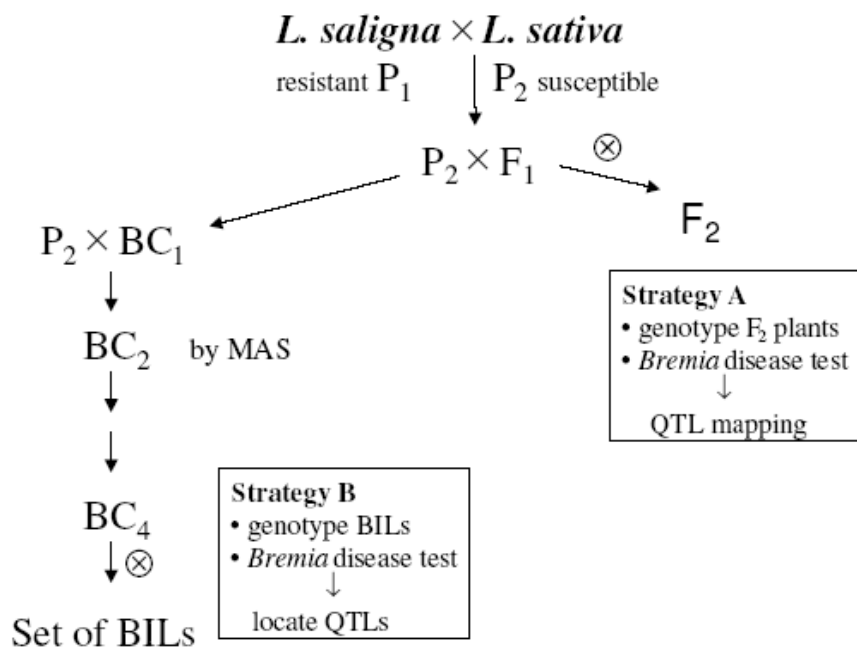 L. saligna × L. sativa
resistant P₁ P₂ susceptible
P₂ × F₁ ⊗
F₂
P₂ × BC₁
Strategy A
• genotype F₂ plants
• Bremia disease test
↓
QTL mapping
BC₂ by MAS
BC₄
⊗
Strategy B
• genotype BILs
• Bremia disease test
↓
locate QTLs
Set of BILs